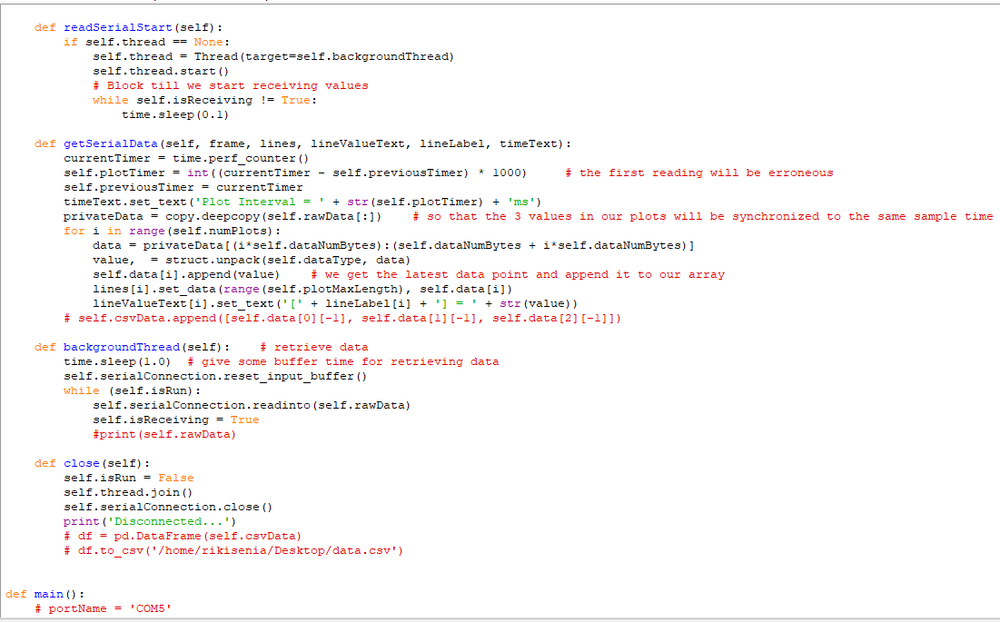 def readSerialStart(self):
if self.thread == None:
self.thread = Thread(target=self.backgroundThread)
self.thread.start()
# Block till we start receiving values
while self.isReceiving != True:
time.sleep(0.1)
def getSerialData(self, frame, lines, lineValueText, lineLabel, timeText):
currentTimer = time.perf_counter()
self.plotTimer = int((currentTimer - self.previousTimer) * 1000)     # the first reading will be erroneous
self.previousTimer = currentTimer
timeText.set_text('Plot Interval = ' + str(self.plotTimer) + 'ms')
privateData = copy.deepcopy(self.rawData[:])    # so that the 3 values in our plots will be synchronized to the same sample time
for i in range(self.numPlots):
data = privateData[(i*self.dataNumBytes):(self.dataNumBytes + i*self.dataNumBytes)]
value,  = struct.unpack(self.dataType, data)
self.data[i].append(value)    # we get the latest data point and append it to our array
lines[i].set_data(range(self.plotMaxLength), self.data[i])
lineValueText[i].set_text('[' + lineLabel[i] + '] = ' + str(value))
# self.csvData.append([self.data[0][-1], self.data[1][-1], self.data[2][-1]])
def backgroundThread(self):    # retrieve data
time.sleep(1.0)  # give some buffer time for retrieving data
self.serialConnection.reset_input_buffer()
while (self.isRun):
self.serialConnection.readinto(self.rawData)
self.isReceiving = True
#print(self.rawData)
def close(self):
self.isRun = False
self.thread.join()
self.serialConnection.close()
print('Disconnected...')
# df = pd.DataFrame(self.csvData)
# df.to_csv('/home/rikisenia/Desktop/data.csv')
def main():
# portName = 'COM5'